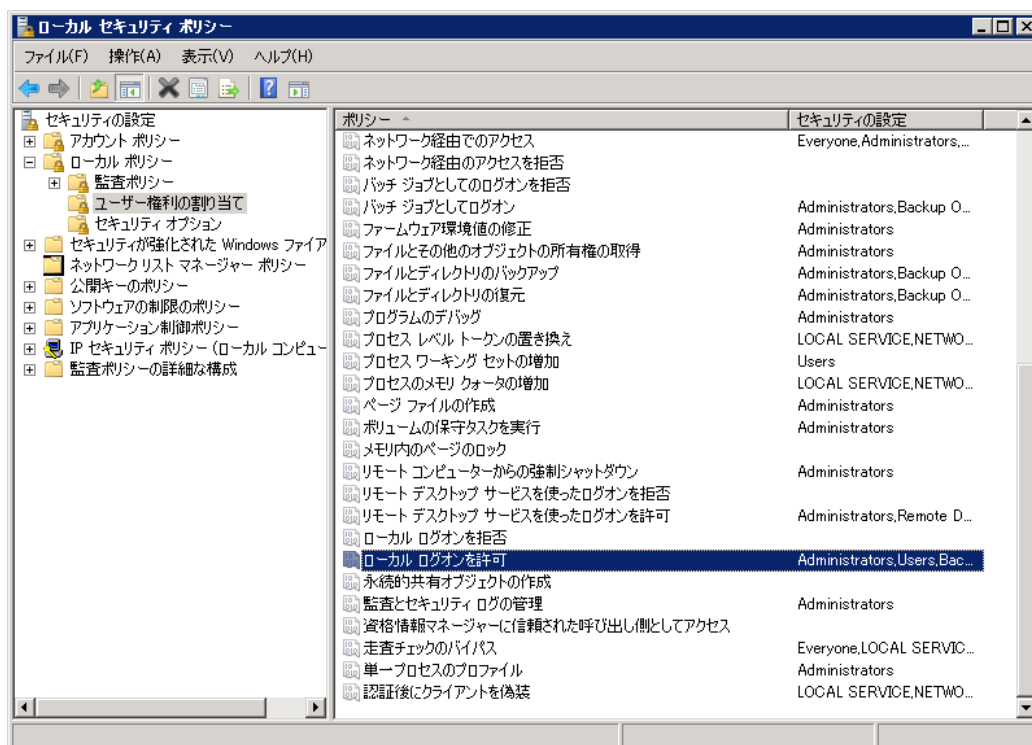 ローカル セキュリティ ポリシー
ファイル(F) 操作(A) 表示(V) ヘルプ(H)
セキュリティの設定
アカウント ポリシー
ローカル ポリシー
監査ポリシー
ユーザー権利の割り当て
セキュリティ オプション
セキュリティが強化された Windows ファイア
ネットワーク リスト マネージャー ポリシー
公開キーのポリシー
ソフトウェアの制限のポリシー
アプリケーション制御ポリシー
IP セキュリティ ポリシー (ローカル コンピュー
監査ポリシーの詳細な構成
ポリシー セキュリティの設定
ネットワーク経由でのアクセス Everyone,Administrators,...
ネットワーク経由のアクセスを拒否
バッチ ジョブとしてのログオンを拒否
バッチ ジョブとしてログオン Administrators,Backup O...
ファームウェア環境値の修正 Administrators
ファイルとその他のオブジェクトの所有権の取得 Administrators
ファイルとディレクトリのバックアップ Administrators,Backup O...
ファイルとディレクトリの復元 Administrators,Backup O...
プログラムのデバッグ Administrators
プロセス レベル トークンの置き換え LOCAL SERVICE,NETWO...
プロセス ワーキング セットの増加 Users
プロセスのメモリ クォータの増加 LOCAL SERVICE,NETWO...
ページ ファイルの作成 Administrators
ボリュームの保守タスクを実行 Administrators
メモリ内のページのロック
リモート コンピューターからの強制シャットダウン Administrators
リモート デスクトップ サービスを使ったログオンを拒否
リモート デスクトップ サービスを使ったログオンを許可 Administrators,Remote D...
ローカル ログオンを拒否
ローカル ログオンを許可 Administrators,Users,Bac...
永続的共有オブジェクトの作成
監査とセキュリティ ログの管理 Administrators
資格情報マネージャーに信頼された呼び出し側としてアクセス
走査チェックのバイパス Everyone,LOCAL SERVIC...
単一プロセスのプロファイル Administrators
認証後にクライアントを偽装 LOCAL SERVICE,NETWO...